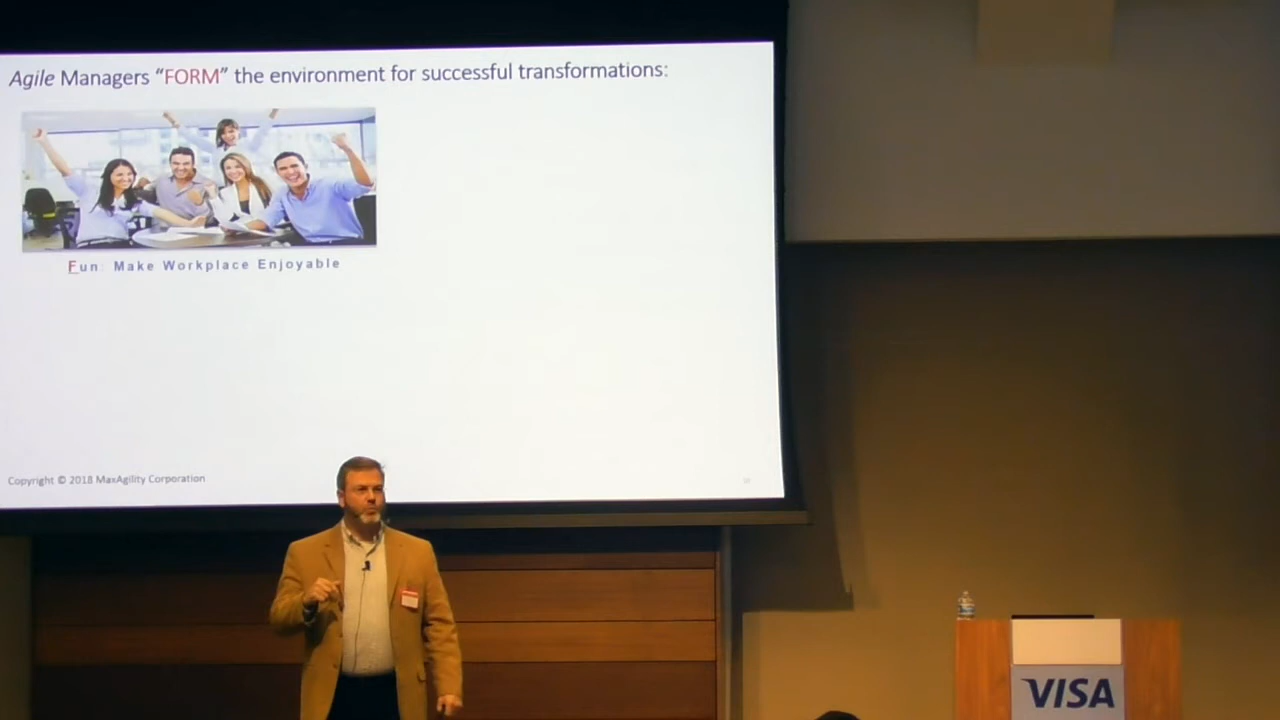 Agile Managers “FORM” the environment for successful transformations:
Fun: Make Workplace Enjoyable
Copyright © 2018 MaxAgility Corporation
VISA